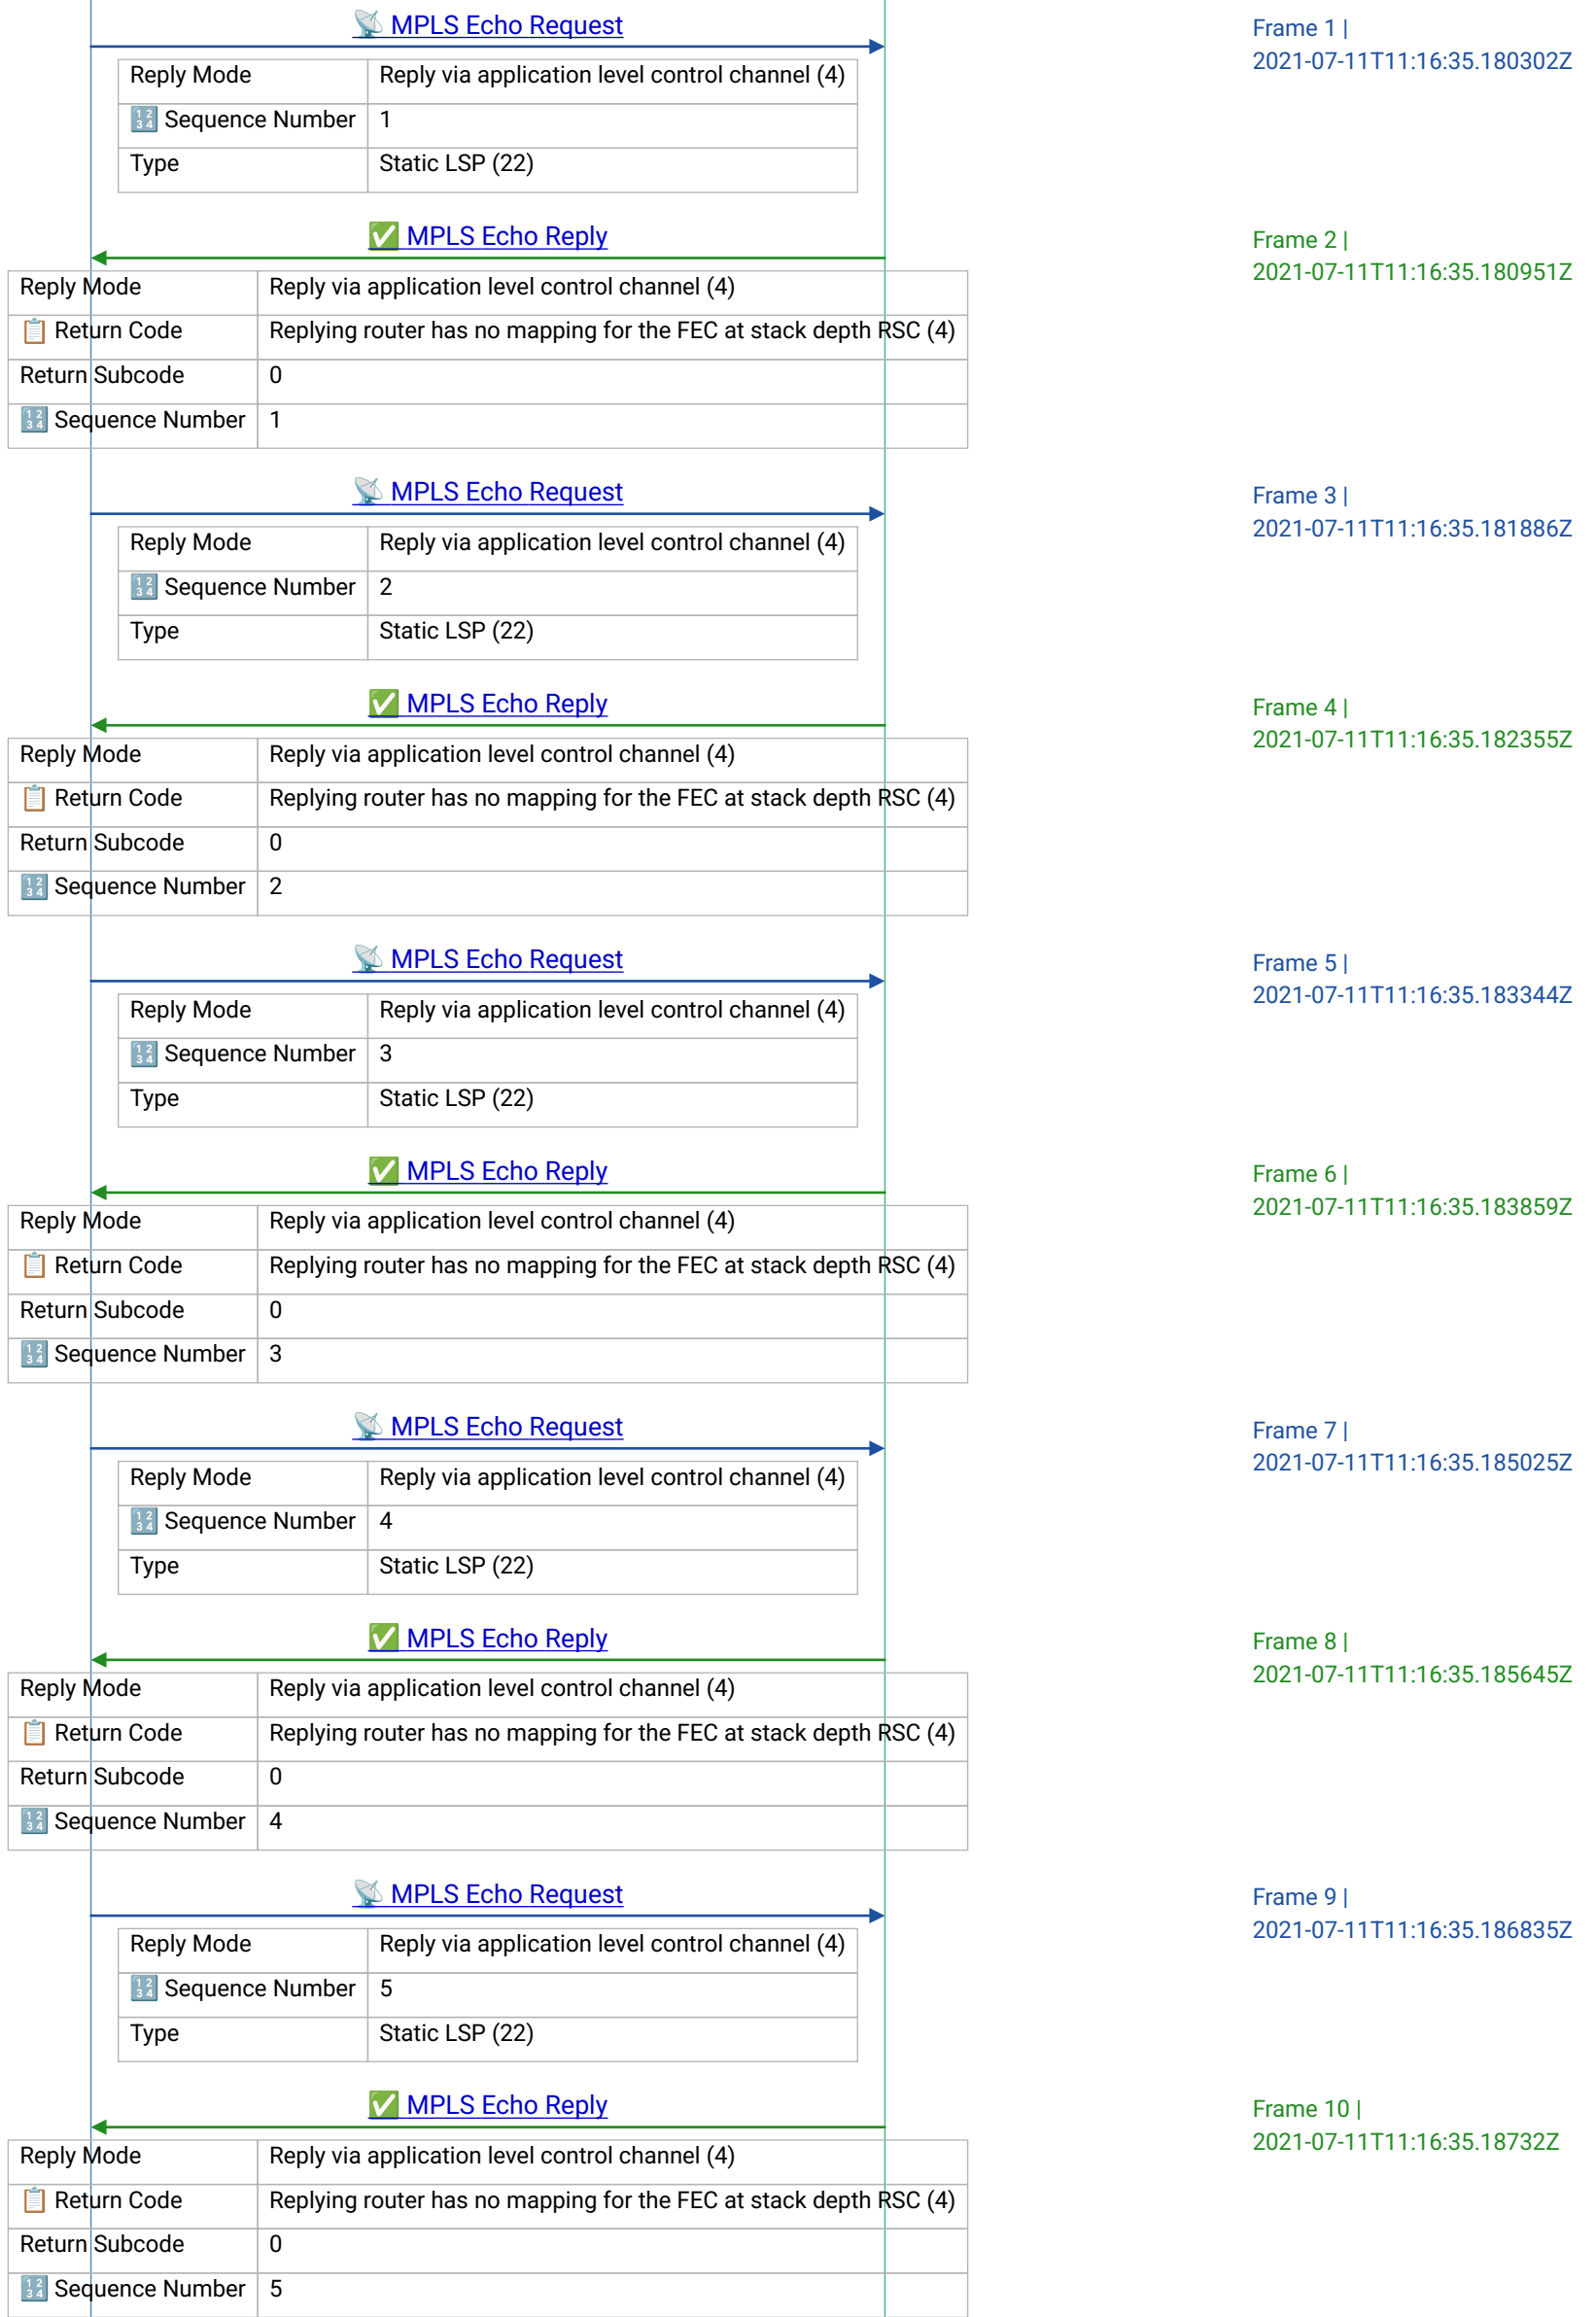 📡 MPLS Echo Request
Frame 1 |
2021-07-11T11:16:35.180302Z
Reply Mode Reply via application level control channel (4)
🔢 Sequence Number 1
Type Static LSP (22)
✅ MPLS Echo Reply
Frame 2 |
2021-07-11T11:16:35.180951Z
Reply Mode Reply via application level control channel (4)
📋 Return Code Replying router has no mapping for the FEC at stack depth RSC (4)
Return Subcode 0
🔢 Sequence Number 1
📡 MPLS Echo Request
Frame 3 |
2021-07-11T11:16:35.181886Z
Reply Mode Reply via application level control channel (4)
🔢 Sequence Number 2
Type Static LSP (22)
✅ MPLS Echo Reply
Frame 4 |
2021-07-11T11:16:35.182355Z
Reply Mode Reply via application level control channel (4)
📋 Return Code Replying router has no mapping for the FEC at stack depth RSC (4)
Return Subcode 0
🔢 Sequence Number 2
📡 MPLS Echo Request
Frame 5 |
2021-07-11T11:16:35.183344Z
Reply Mode Reply via application level control channel (4)
🔢 Sequence Number 3
Type Static LSP (22)
✅ MPLS Echo Reply
Frame 6 |
2021-07-11T11:16:35.183859Z
Reply Mode Reply via application level control channel (4)
📋 Return Code Replying router has no mapping for the FEC at stack depth RSC (4)
Return Subcode 0
🔢 Sequence Number 3
📡 MPLS Echo Request
Frame 7 |
2021-07-11T11:16:35.185025Z
Reply Mode Reply via application level control channel (4)
🔢 Sequence Number 4
Type Static LSP (22)
✅ MPLS Echo Reply
Frame 8 |
2021-07-11T11:16:35.185645Z
Reply Mode Reply via application level control channel (4)
📋 Return Code Replying router has no mapping for the FEC at stack depth RSC (4)
Return Subcode 0
🔢 Sequence Number 4
📡 MPLS Echo Request
Frame 9 |
2021-07-11T11:16:35.186835Z
Reply Mode Reply via application level control channel (4)
🔢 Sequence Number 5
Type Static LSP (22)
✅ MPLS Echo Reply
Frame 10 |
2021-07-11T11:16:35.18732Z
Reply Mode Reply via application level control channel (4)
📋 Return Code Replying router has no mapping for the FEC at stack depth RSC (4)
Return Subcode 0
🔢 Sequence Number 5